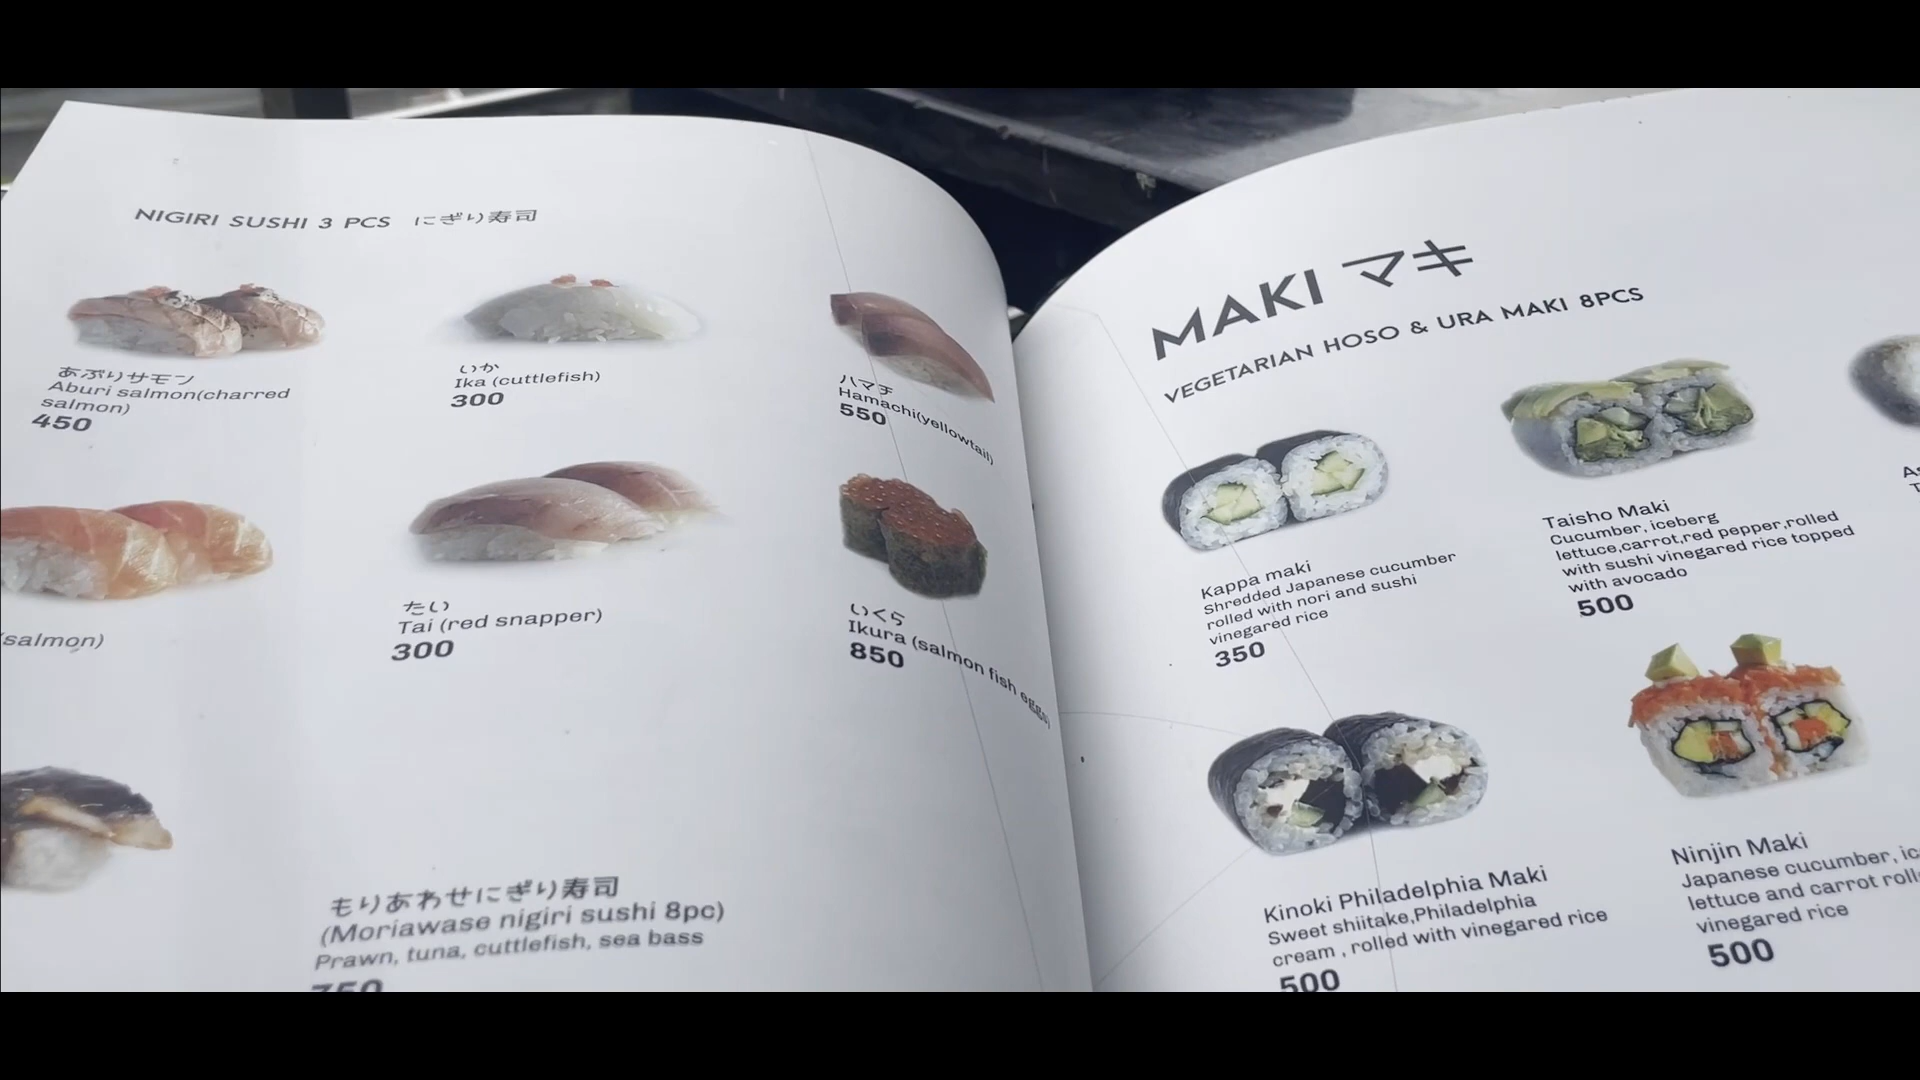 NIGIRI SUSHI 3 PCS にぎり寿司
あぶりサモン
Aburi salmon(charred
salmon)
450
いか
Ika (cuttlefish)
300
ハマチ
Hamachi(yellowtail)
550
(salmon)
たい
Tai (red snapper)
300
いくら
Ikura (salmon fish eggs)
850
もりあわせにぎり寿司
(Moriawase nigiri sushi 8pc)
Prawn, tuna, cuttlefish, sea bass
750
MAKI マキ
VEGETARIAN HOSO & URA MAKI 8PCS
Kappa maki
Shredded Japanese cucumber
rolled with nori and sushi
vinegared rice
350
Taisho Maki
Cucumber, iceberg
lettuce,carrot,red pepper,rolled
with sushi vinegared rice topped
with avocado
500
Kinoki Philadelphia Maki
Sweet shiitake,Philadelphia
cream , rolled with vinegared rice
500
Ninjin Maki
Japanese cucumber,
lettuce and carrot
vinegared rice
500